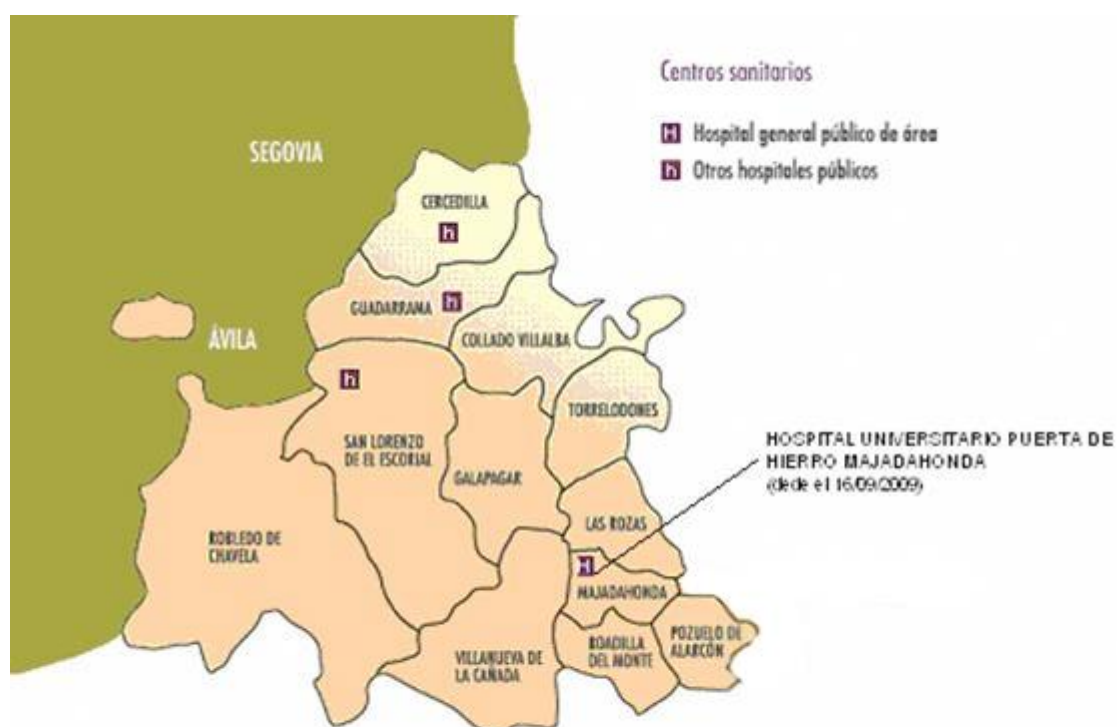 Centros sanitarios
H Hospital general público de área
h Otros hospitales públicos
SEGOVIA
CERCEDILLA
h
GUADARRAMA
h
ÁVILA
COLLADO VILLALBA
h
TORRELODONES
SAN LORENZO
DE EL ESCORIAL
GALAPAGAR
HOSPITAL UNIVERSITARIO PUERTA DE
HIERRO MAJADAHONDA
(dede el 16/09/2009)
LAS ROZAS
ROBLEDO DE
CHAVELA
H
MAJADAHONDA
VILLANUEVA DE
LA CAÑADA
BOADILLA
DEL MONTE
POZUELO DE
ALARCÓN